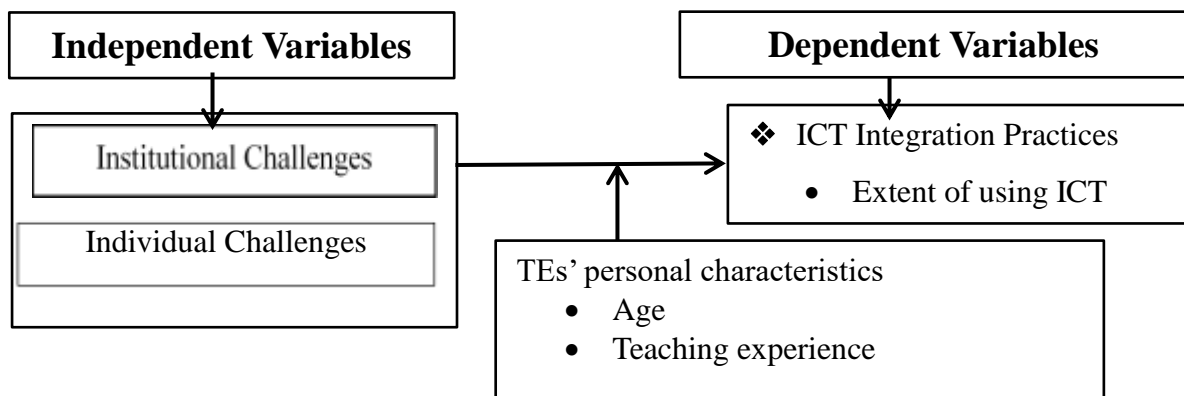 Independent Variables
Dependent Variables
Institutional Challenges
Individual Challenges
❖ ICT Integration Practices
• Extent of using ICT
TEs’ personal characteristics
• Age
• Teaching experience